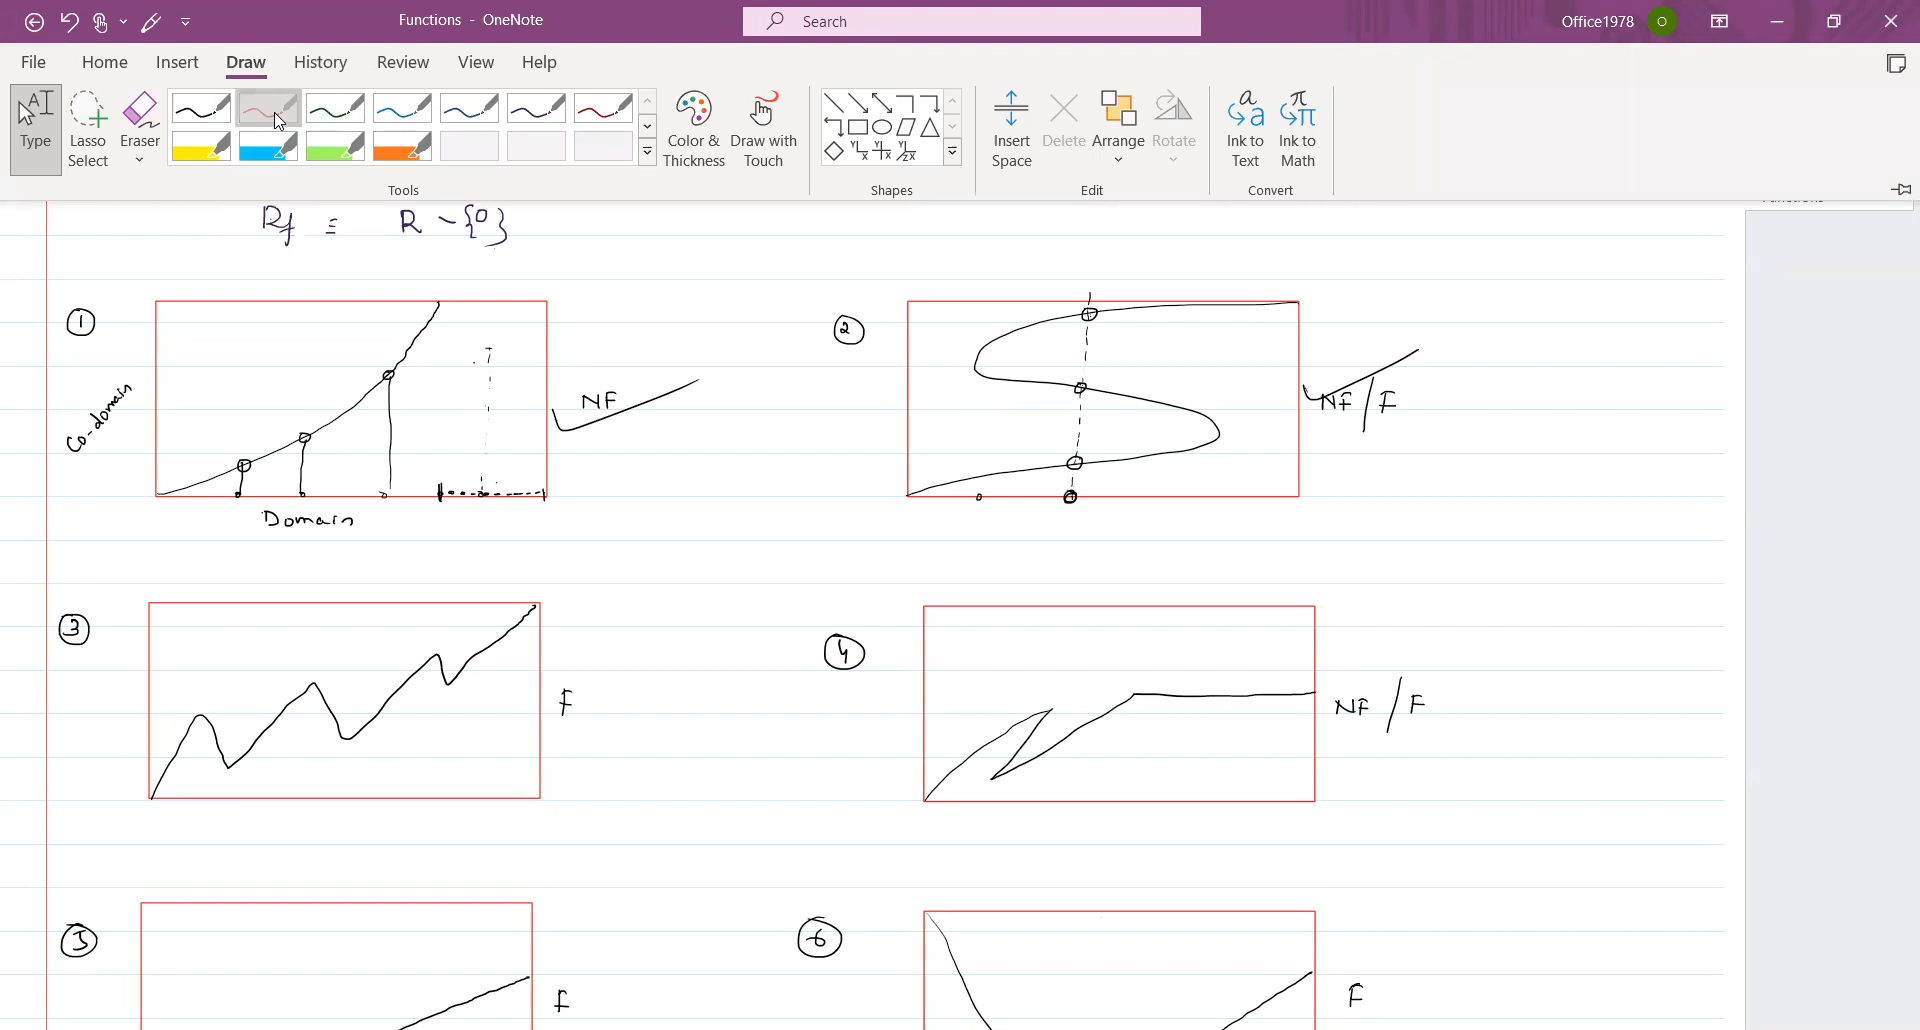 Functions - OneNote
Search
Office1978
O
File Home Insert Draw History Review View Help
Type
Lasso Select
Eraser
Color & Thickness
Draw with Touch
Insert Space
Delete
Arrange
Rotate
Ink to Text
Ink to Math
Tools
Shapes
Edit
Convert
Rf ≡ R - {0}
1
Co-domain
Domain
NF
2
NF / F
3
F
4
NF / F
5
F
6
F